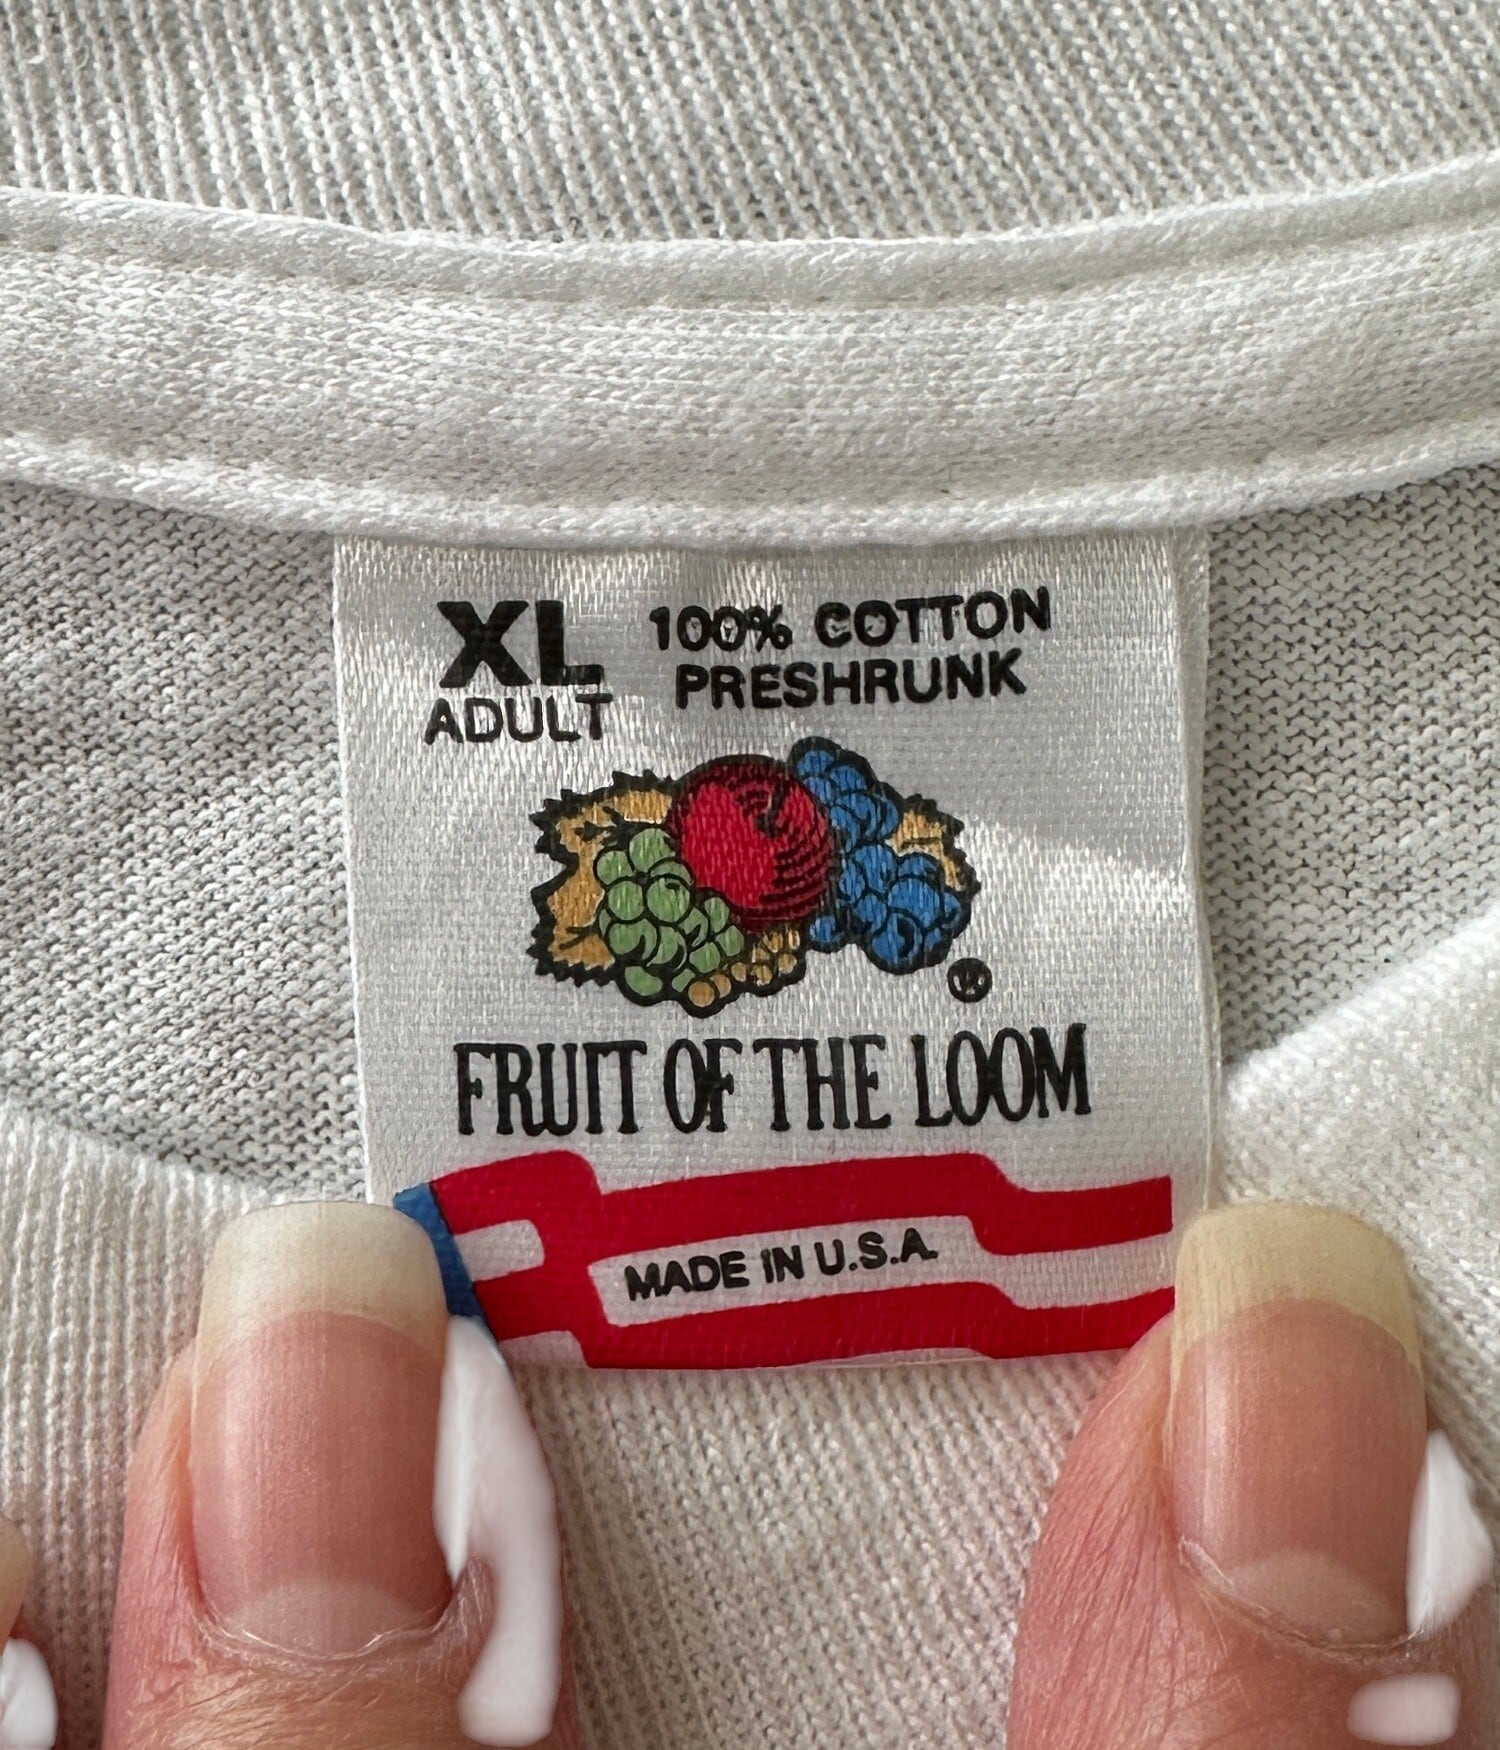 XL
ADULT
100% COTTON
PRESHRUNK
®
FRUIT OF THE LOOM
MADE IN U.S.A.